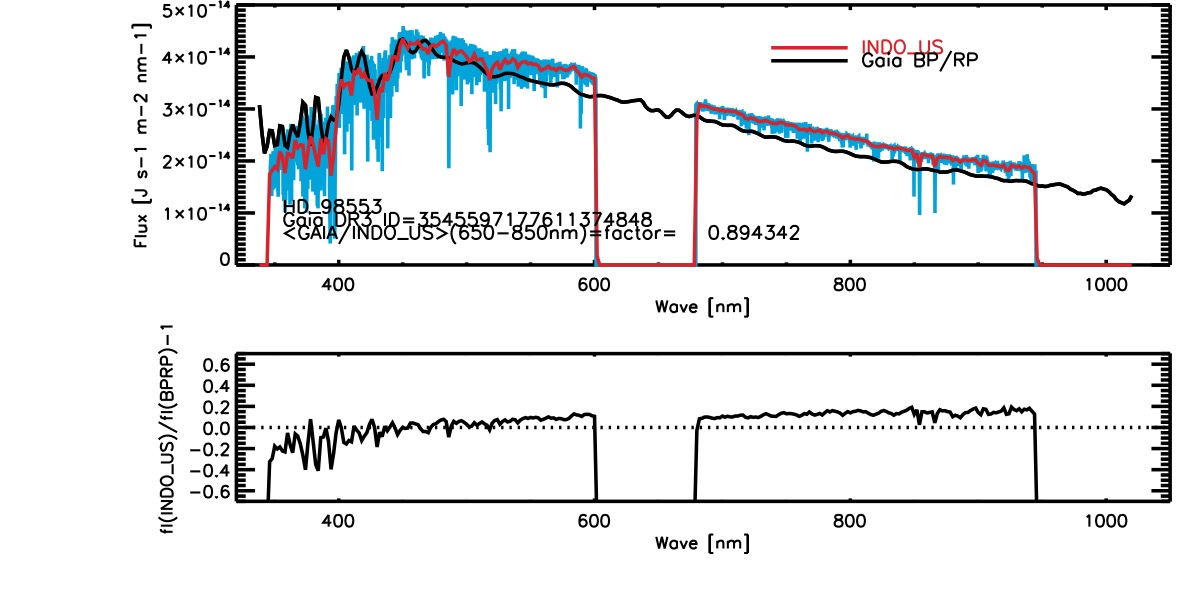 5×10⁻¹⁴
4×10⁻¹⁴
3×10⁻¹⁴
2×10⁻¹⁴
1×10⁻¹⁴
0
Flux [J s-1 m-2 nm-1]
INDO_US
Gaia BP/RP
HD_98553
Gaia DR3 ID=3545597177611374848
<GAIA/INDO_US>(650-850nm)=factor= 0.894342
400 600 800 1000
Wave [nm]
fl(INDO_US)/fl(BPRP)-1
0.6
0.4
0.2
0.0
-0.2
-0.4
-0.6
400 600 800 1000
Wave [nm]